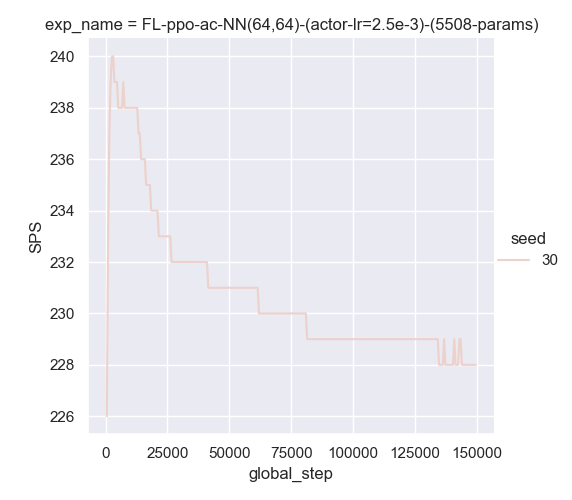 exp_name = FL-ppo-ac-NN(64,64)-(actor-lr=2.5e-3)-(5508-params)
240
238
236
234
232
230
228
226
SPS
seed
30
0 25000 50000 75000 100000 125000 150000
global_step